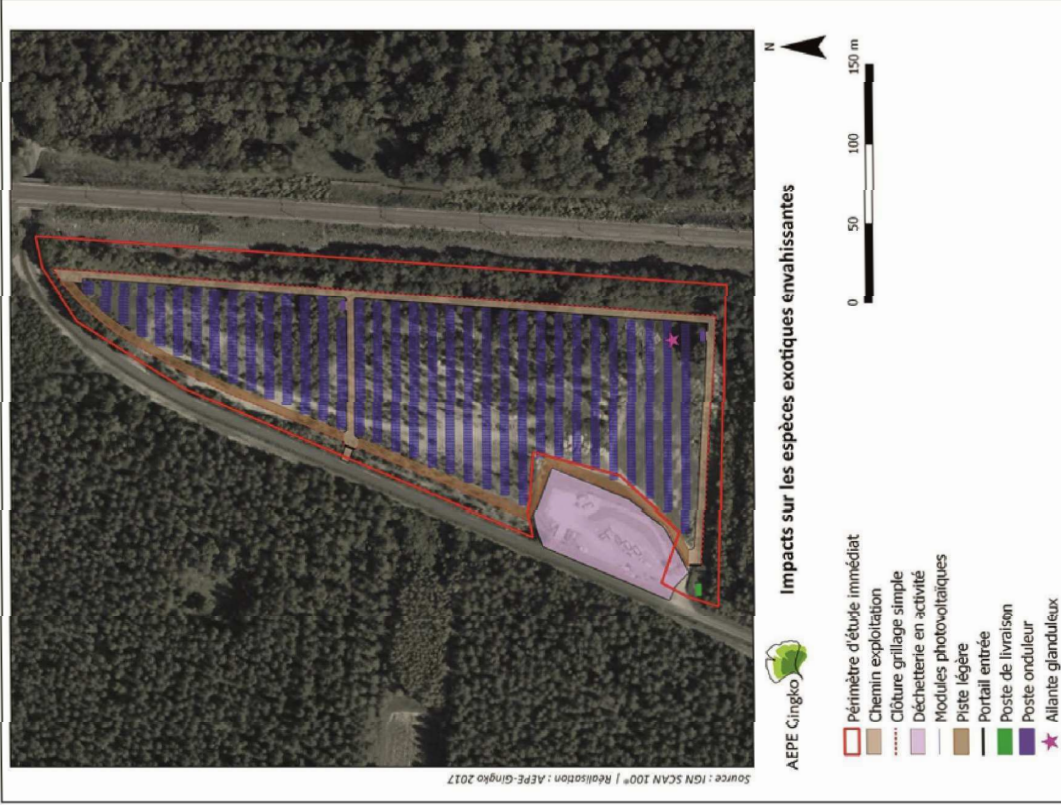 Source : IGN SCAN 100® | Réalisation : AEPE-Gingko 2017
AEPE Gingko
Impacts sur les espèces exotiques envahissantes
N
0 50 100 150 m
Périmètre d'étude immédiat
Chemin exploitation
Clôture grillage simple
Déchetterie en activité
Modules photovoltaïques
Piste légère
Portail entrée
Poste de livraison
Poste onduleur
Ailante glanduleux